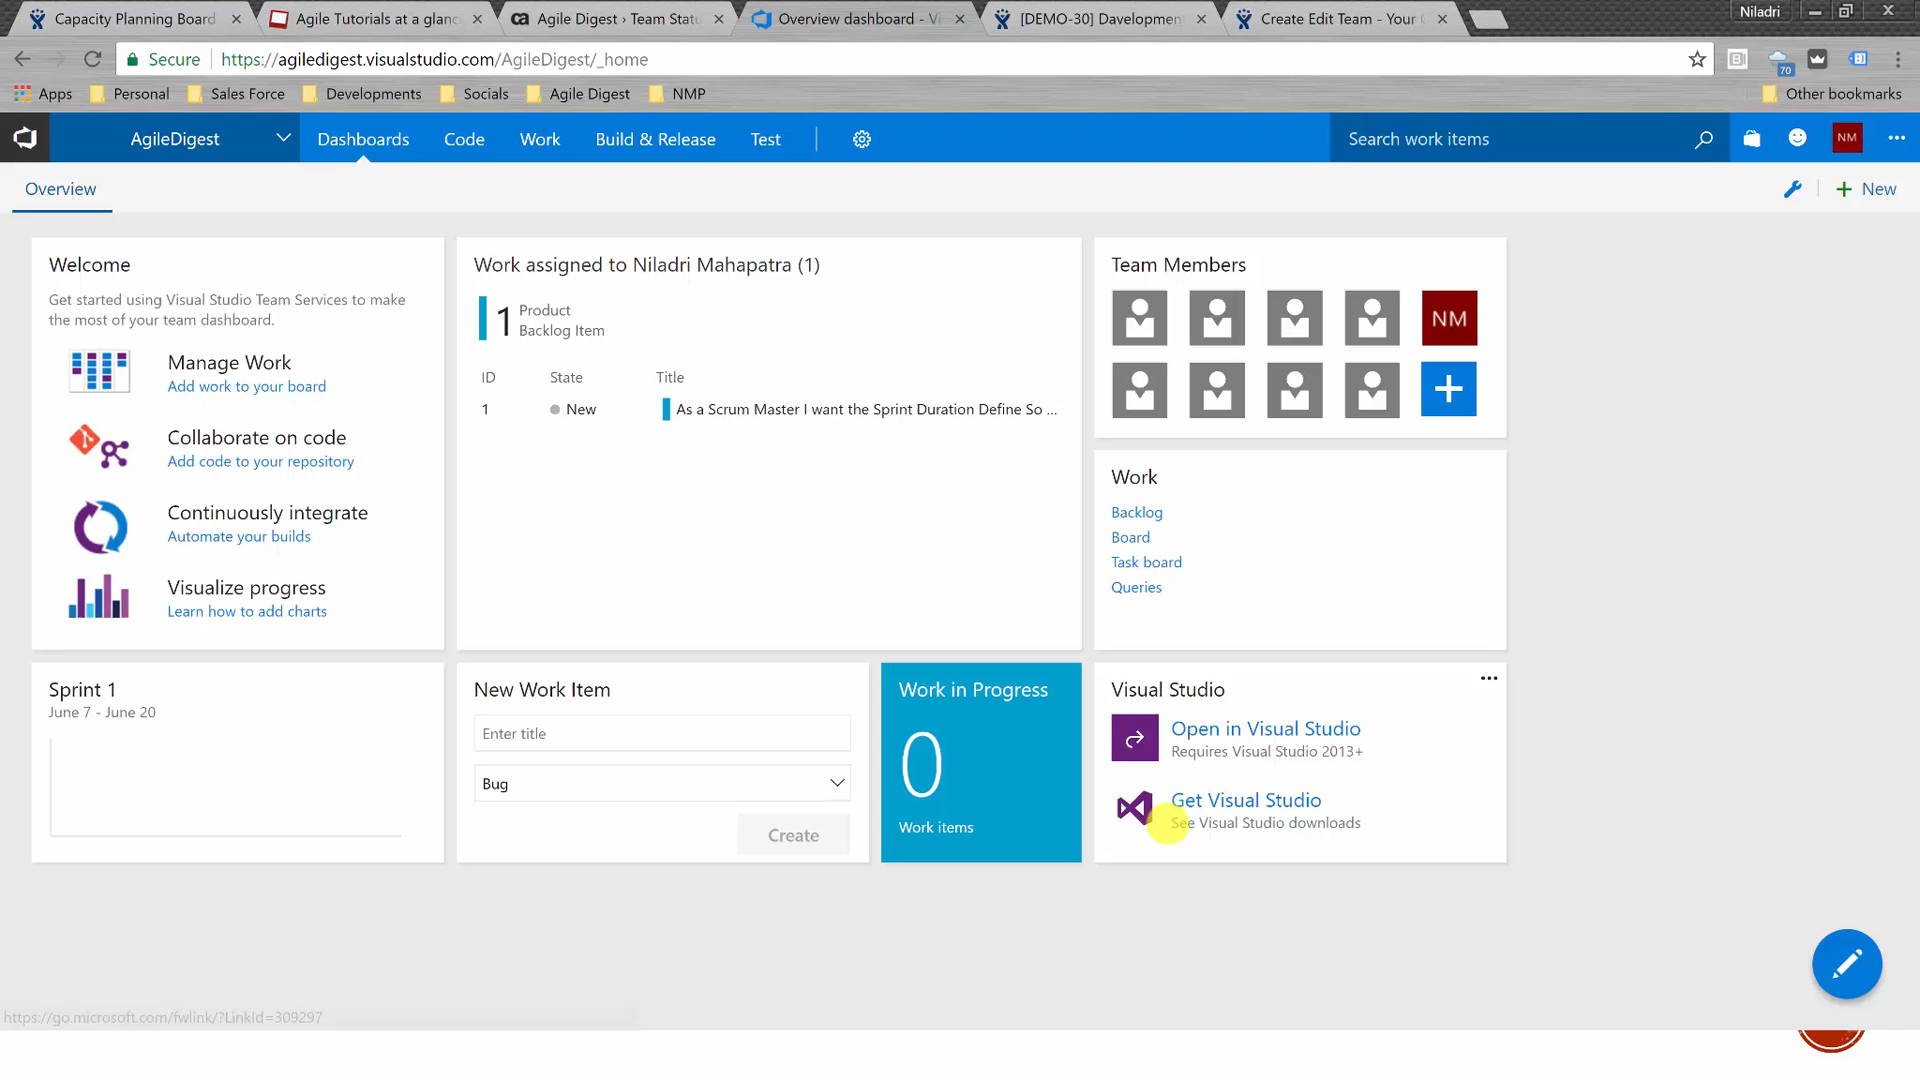 Capacity Planning Board
Agile Tutorials at a glanc
ca Agile Digest › Team Statu
Overview dashboard - Vi
[DEMO-30] Davelopmen
Create Edit Team - Your
Niladri
Secure https://agiledigest.visualstudio.com/AgileDigest/_home
70
Apps Personal Sales Force Developments Socials Agile Digest NMP Other bookmarks
AgileDigest Dashboards Code Work Build & Release Test Search work items NM
Overview New
Welcome
Get started using Visual Studio Team Services to make
the most of your team dashboard.
Manage Work
Add work to your board
Collaborate on code
Add code to your repository
Continuously integrate
Automate your builds
Visualize progress
Learn how to add charts
Work assigned to Niladri Mahapatra (1)
1 Product
Backlog Item
ID State Title
1 New As a Scrum Master I want the Sprint Duration Define So ...
Team Members
NM
Work
Backlog
Board
Task board
Queries
Sprint 1
June 7 - June 20
New Work Item
Enter title
Bug
Create
Work in Progress
0
Work items
Visual Studio
Open in Visual Studio
Requires Visual Studio 2013+
Get Visual Studio
See Visual Studio downloads
https://go.microsoft.com/fwlink/?LinkId=309297